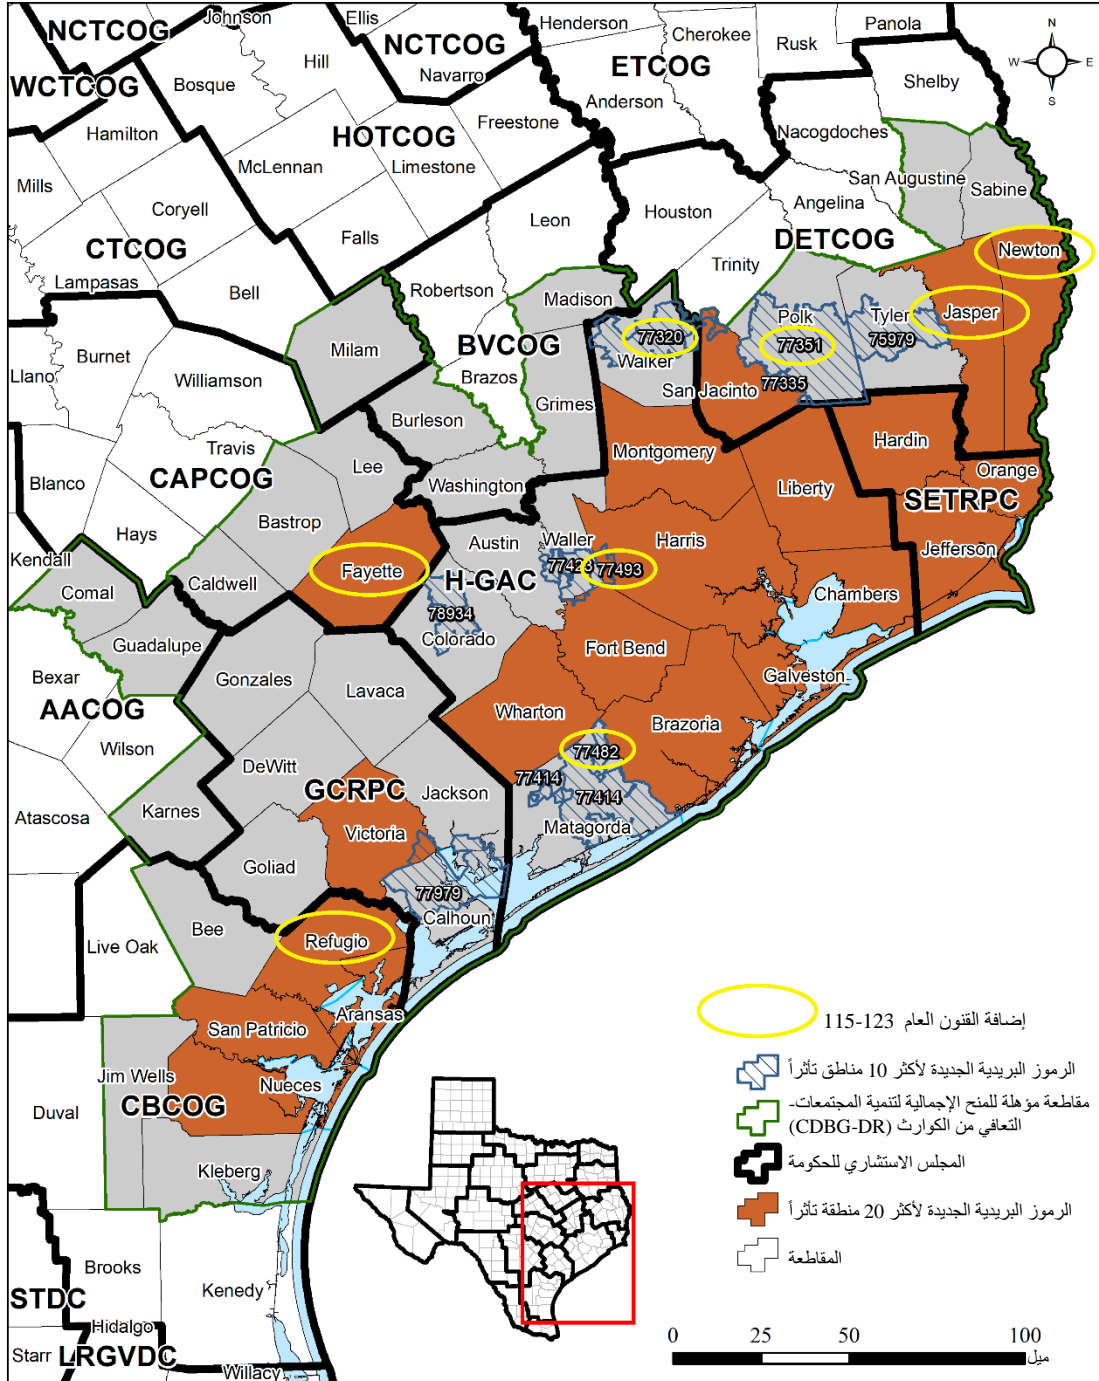 NCTCOG
Johnson
Ellis
NCTCOG
Henderson
Cherokee
Panola
Rusk
N
W
E
S
WCTCOG
Bosque
Hill
Navarro
ETCOG
Anderson
Shelby
Hamilton
HOTCOG
Freestone
Nacogdoches
McLennan
Limestone
San Augustine
Sabine
Mills
Coryell
Leon
Houston
Angelina
CTCOG
Falls
DETCOG
Newton
Lampasas
Bell
Robertson
Trinity
Madison
Jasper
Polk
Tyler
77320
77351
75979
Burnet
Milam
BVCOG
Walker
Llano
Williamson
Brazos
San Jacinto
77335
Grimes
Burleson
Travis
Montgomery
Hardin
Lee
Blanco
CAPCOG
Washington
Liberty
Orange
SETRPC
Bastrop
Hays
Austin
Waller
Harris
Jefferson
Kendall
Fayette
H-GAC
77423
77493
Comal
Caldwell
Chambers
78934
Colorado
Guadalupe
Fort Bend
Bexar
Gonzales
Lavaca
Galveston
AACOG
Wharton
Brazoria
Wilson
77482
DeWitt
77414
GCRPC
Jackson
77414
Atascosa
Karnes
Victoria
Matagorda
Goliad
77979
Calhoun
Bee
Live Oak
Refugio
Aransas
San Patricio
Jim Wells
Nueces
Duval
CBCOG
Kleberg
Brooks
STDC
Kenedy
Hidalgo
Starr
LRGVDC
Willacy
إضافة القنون العام 123-115
الرموز البريدية الجديدة لأكثر 10 مناطق تأثراً
مقاطعة مؤهلة للمنح الإجمالية لتنمية المجتمعات-
التعافي من الكوارث (CDBG-DR)
المجلس الاستشاري للحكومة
الرموز البريدية الجديدة لأكثر 20 منطقة تأثراً
المقاطعة
0 25 50 100
ميل